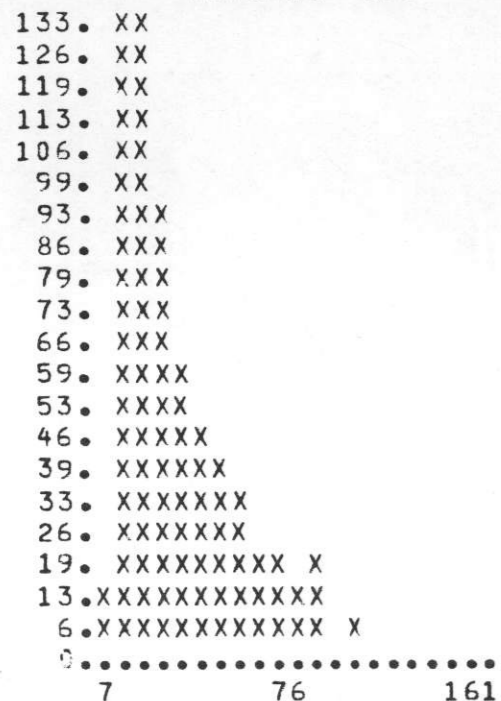 133. XX
126. XX
119. XX
113. XX
106. XX
99. XX
93. XXX
86. XXX
79. XXX
73. XXX
66. XXX
59. XXXX
53. XXXX
46. XXXXX
39. XXXXXX
33. XXXXXXX
26. XXXXXXX
19. XXXXXXXXX X
13.XXXXXXXXXXXX
6.XXXXXXXXXXXX X
0......................
7 76 161